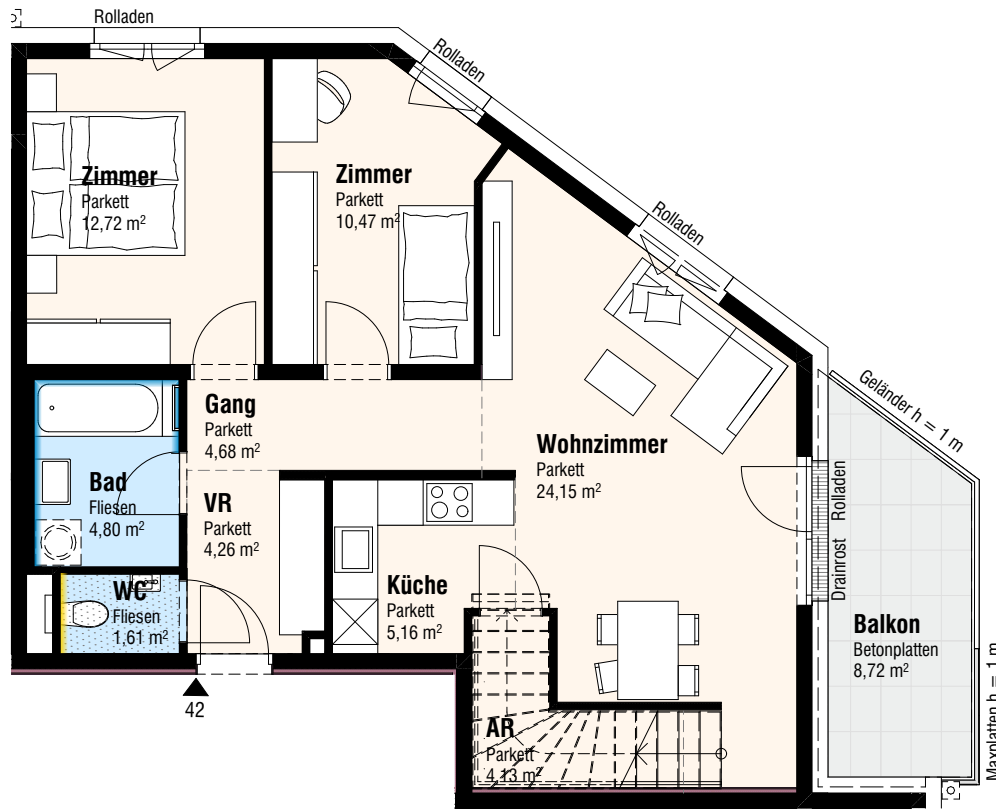 Rolladen
Rolladen
Zimmer
Parkett
12,72 m²
Zimmer
Parkett
10,47 m²
Rolladen
Gang
Parkett
4,68 m²
Geländer h = 1 m
Wohnzimmer
Parkett
24,15 m²
Bad
Fliesen
4,80 m²
VR
Parkett
4,26 m²
Rolladen
Drainrost
WC
Fliesen
1,61 m²
Küche
Parkett
5,16 m²
Balkon
Betonplatten
8,72 m²
Maxplatten h = 1 m
42
AR
Parkett
4,13 m²